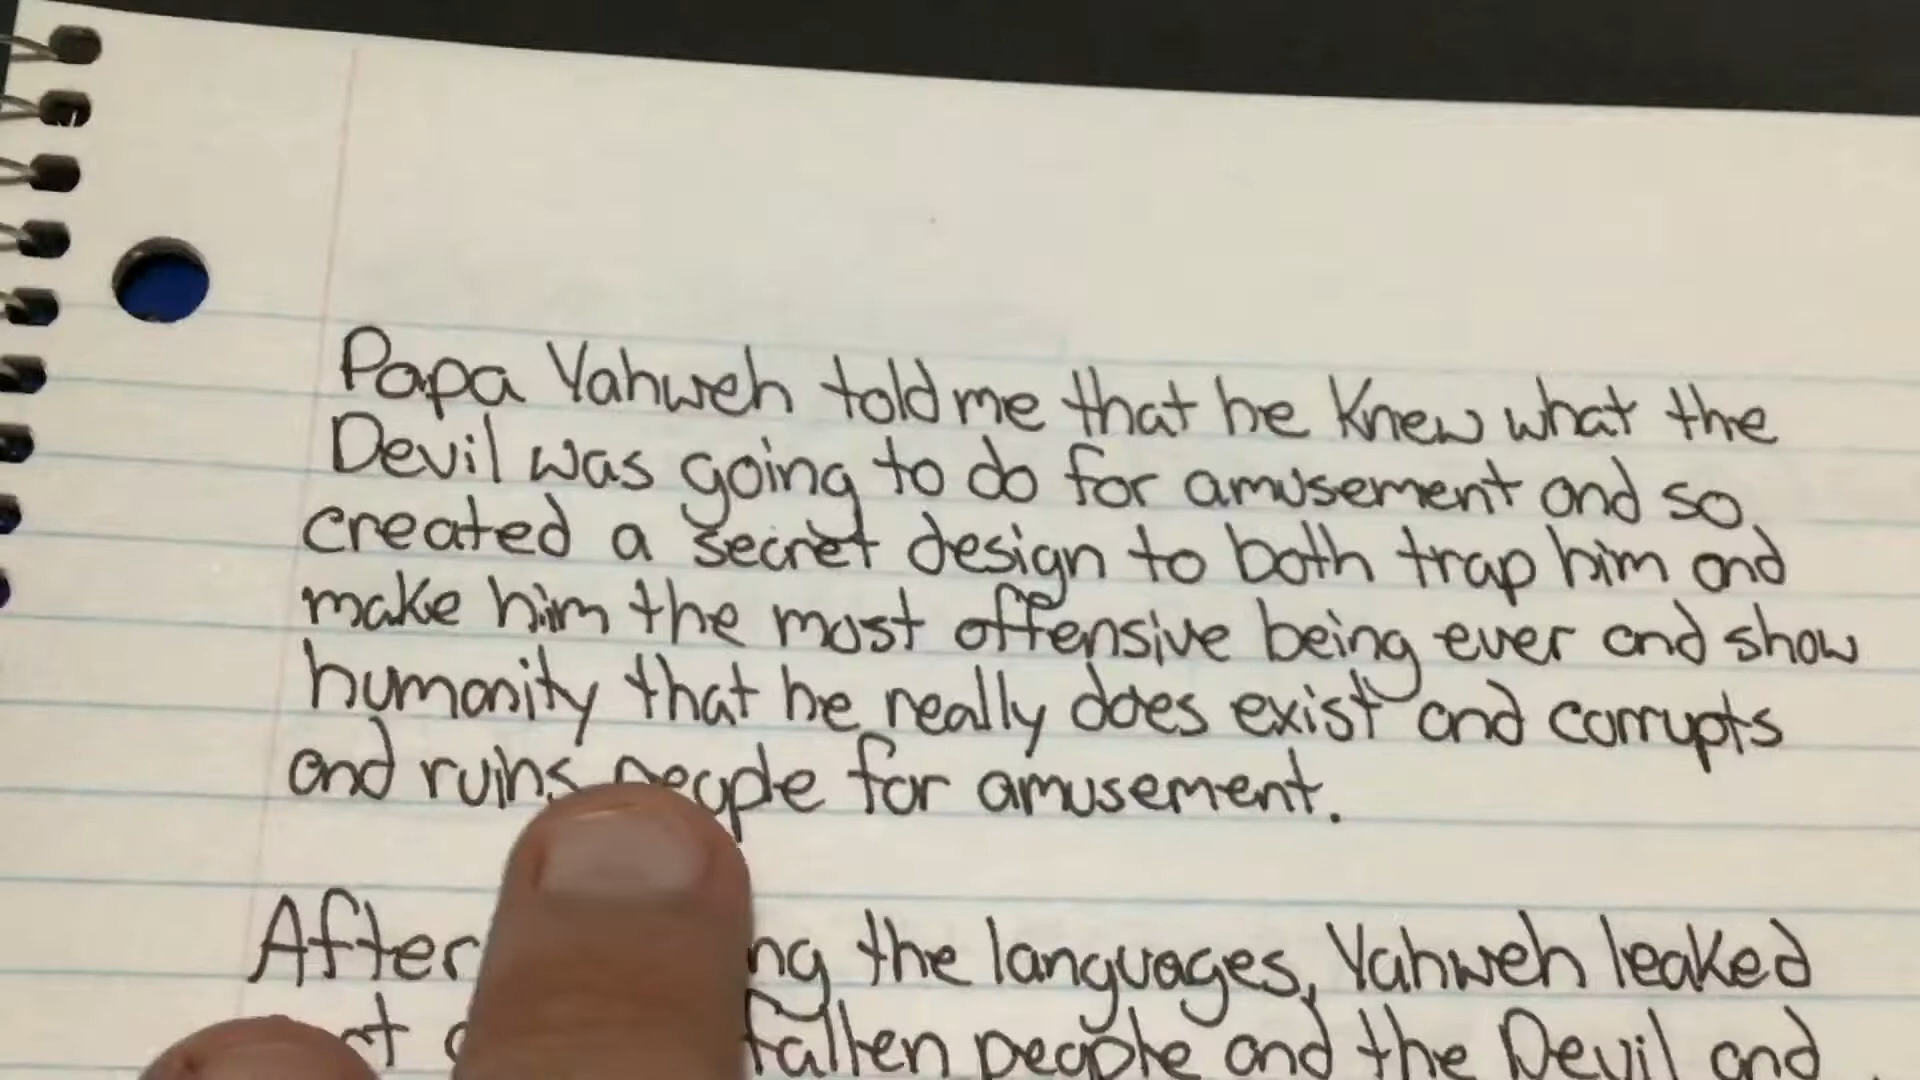 Papa Yahweh told me that he knew what the
Devil was going to do for amusement and so,
created a secret design to both trap him and
make him the most offensive being ever and show
humanity that he really does exist and corrupts
and ruins people for amusement.
After the languages, Yahweh leaked
fallen people and the Devil and